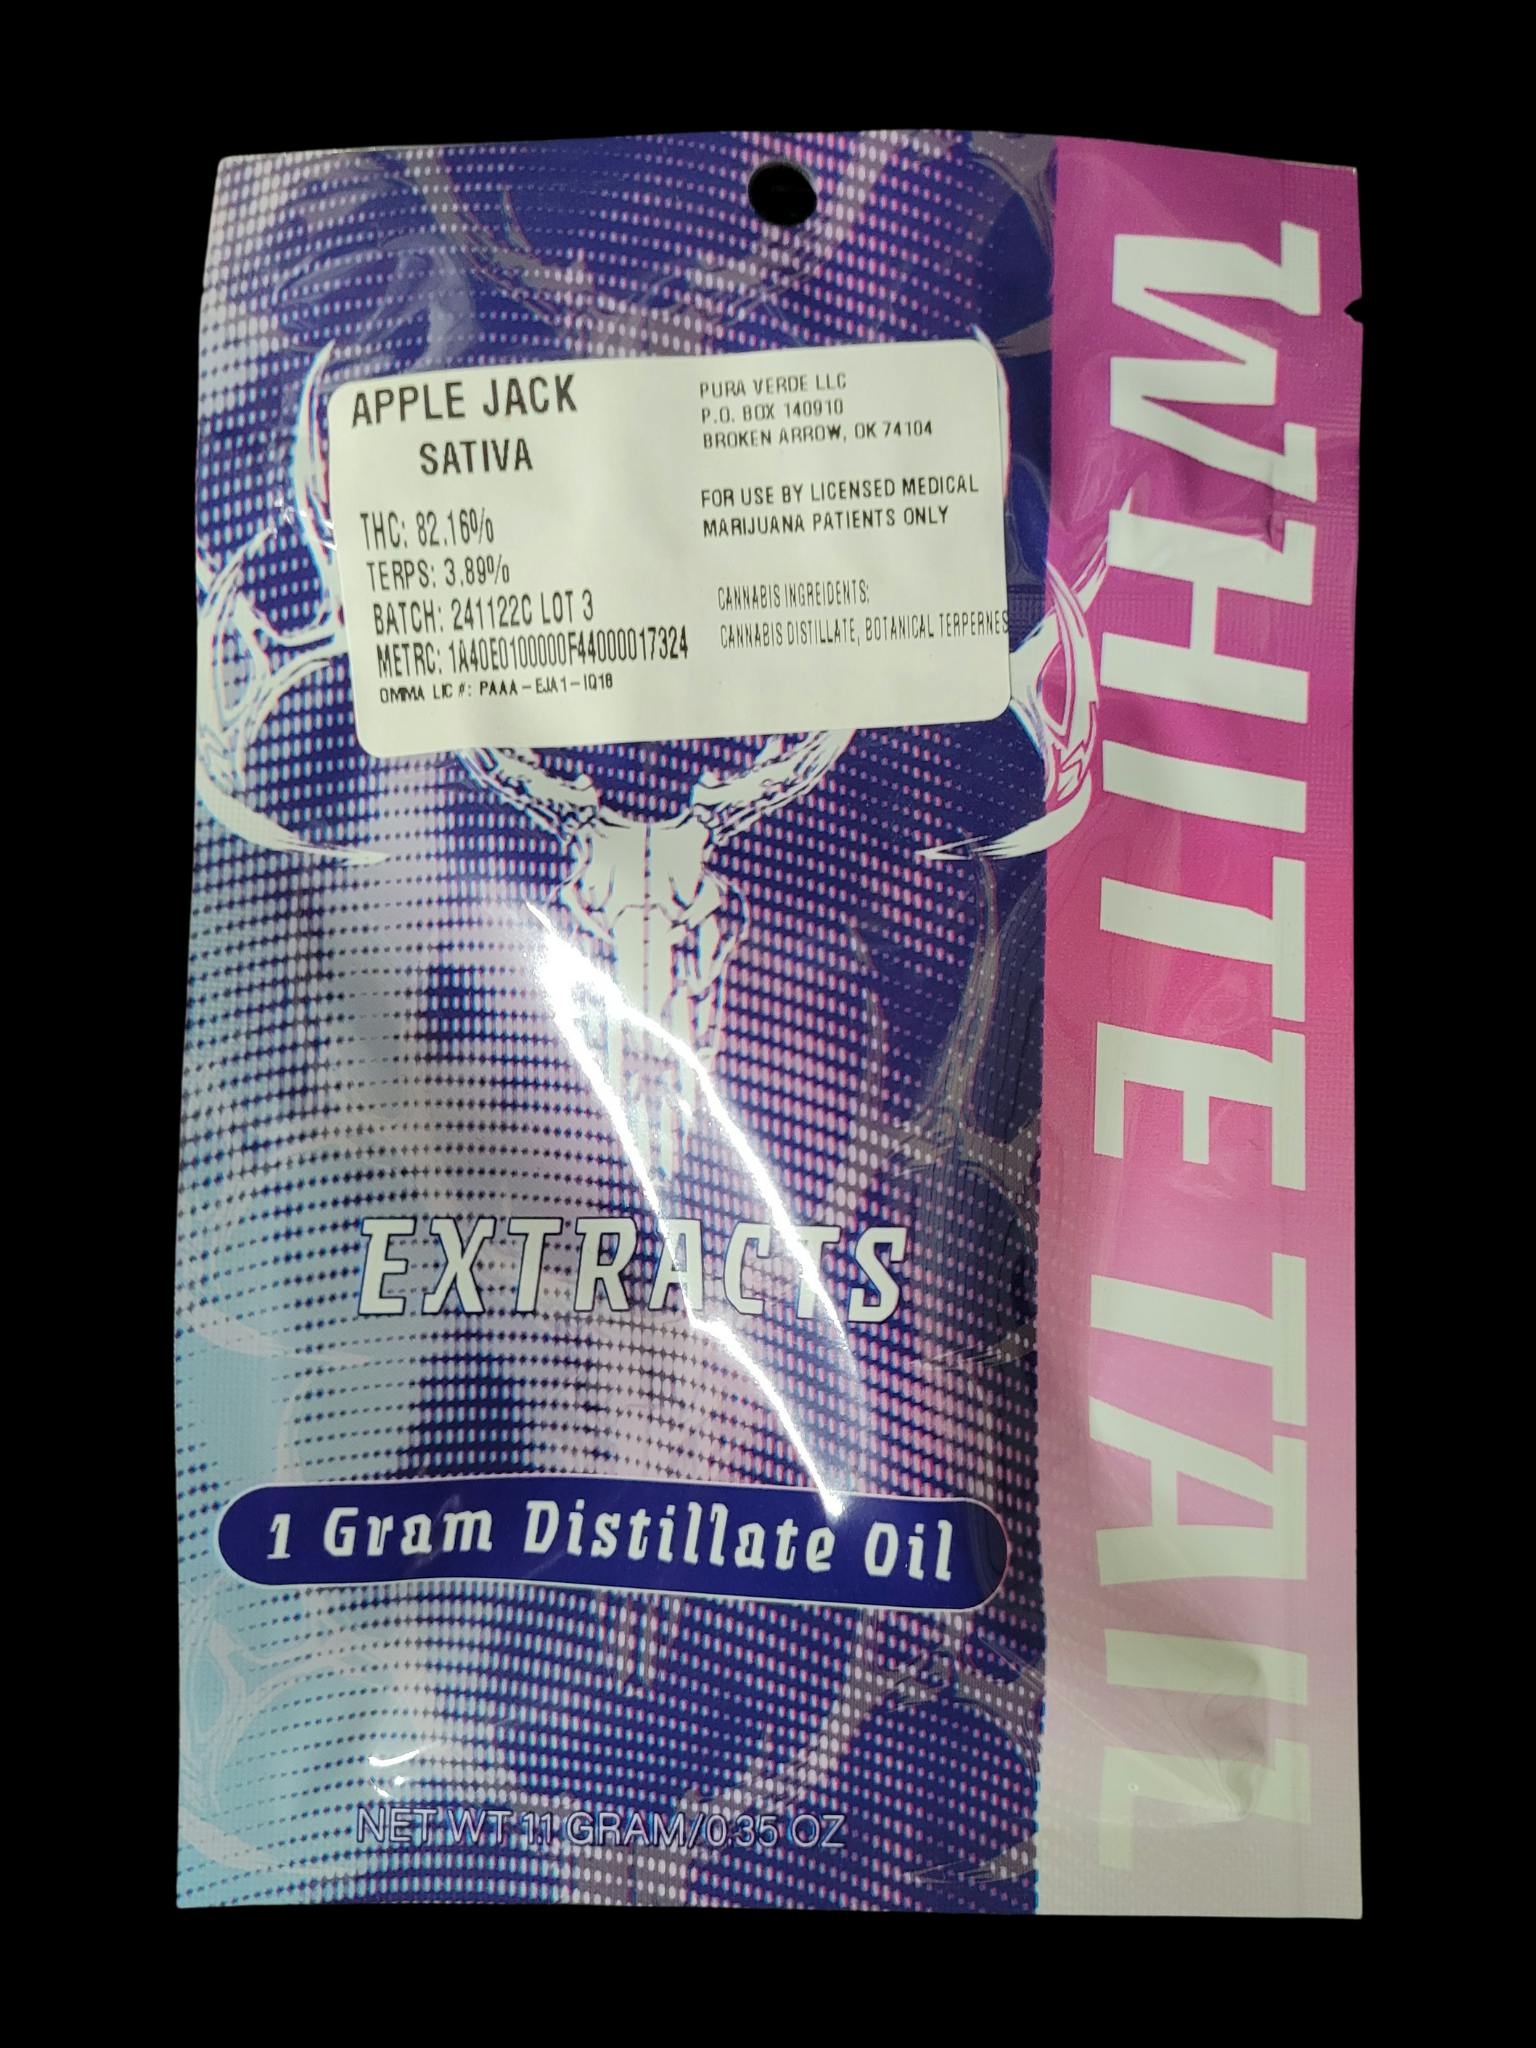 APPLE JACK
SATIVA
THC: 82.16%
TERPS: 3.89%
BATCH: 241122C LOT 3
METRC: 1A40E0100000F44000017324
OMMA LIC #: PAAA-EJA1-IQ18
PURA VERDE LLC
P.O. BOX 140910
BROKEN ARROW, OK 74104
FOR USE BY LICENSED MEDICAL
MARIJUANA PATIENTS ONLY
CANNABIS INGREIDENTS:
CANNABIS DISTILLATE, BOTANICAL TERPERNES
WHITETAIL
EXTRACTS
1 Gram Distillate Oil
NET WT 1.1 GRAM/0.35 OZ